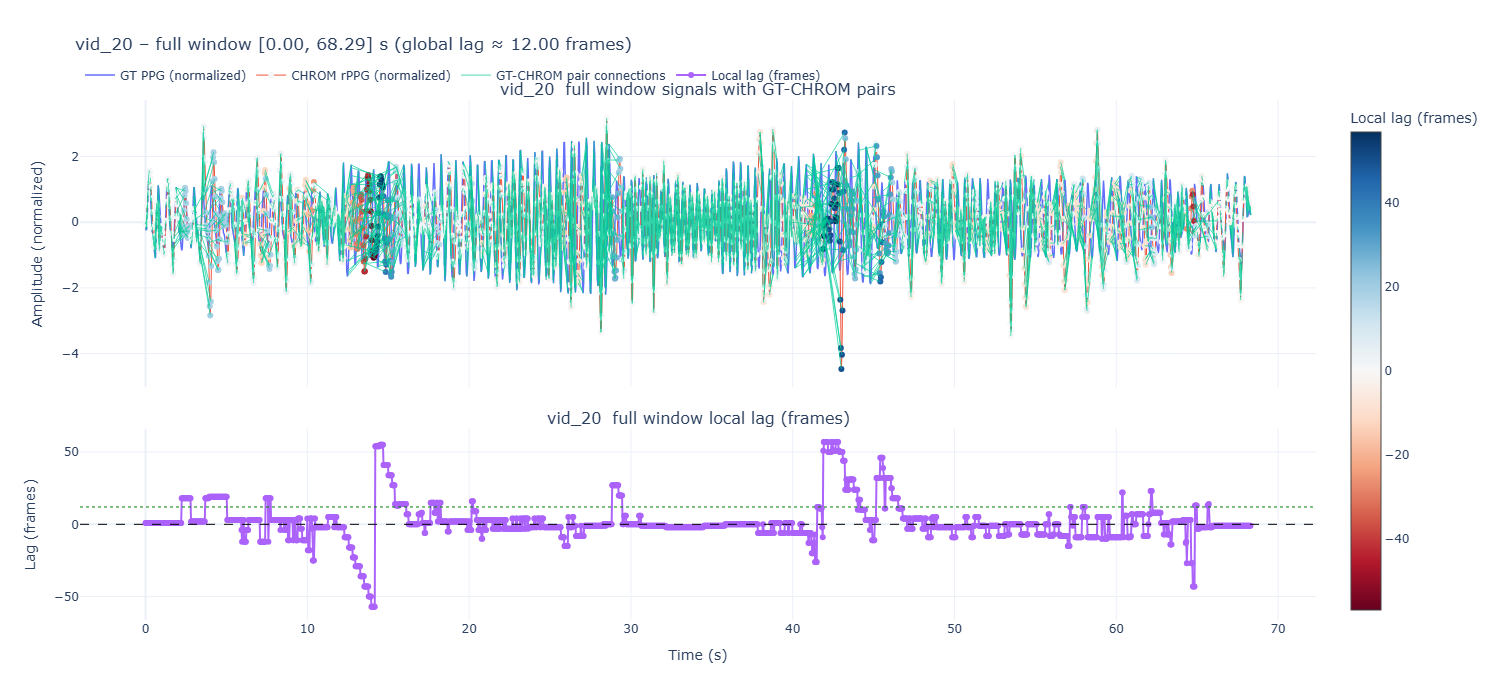 vid_20 – full window [0.00, 68.29] s (global lag ≈ 12.00 frames)
GT PPG (normalized) CHROM rPPG (normalized) GT-CHROM pair connections Local lag (frames)
vid_20 full window signals with GT-CHROM pairs
Local lag (frames)
Amplitude (normalized)
2
0
−2
−4
40
20
0
−20
−40
vid_20 full window local lag (frames)
Lag (frames)
50
0
−50
0 10 20 30 40 50 60 70
Time (s)